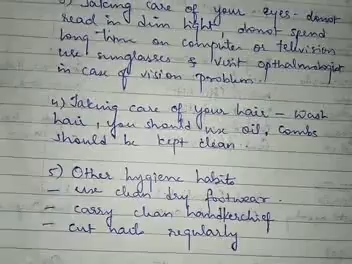 3) Taking care of your eyes - donot
read in dim light, donot spend
long time on computer or television
use sunglasses & visit opthalmologist
in case of vision problem.
4) Taking care of your hair - wash
hair, you should use oil, combs
should be kept clean.
5) Other hygiene habits
- use clean dry footwear.
- carry clean handkerchief
- cut nails regularly